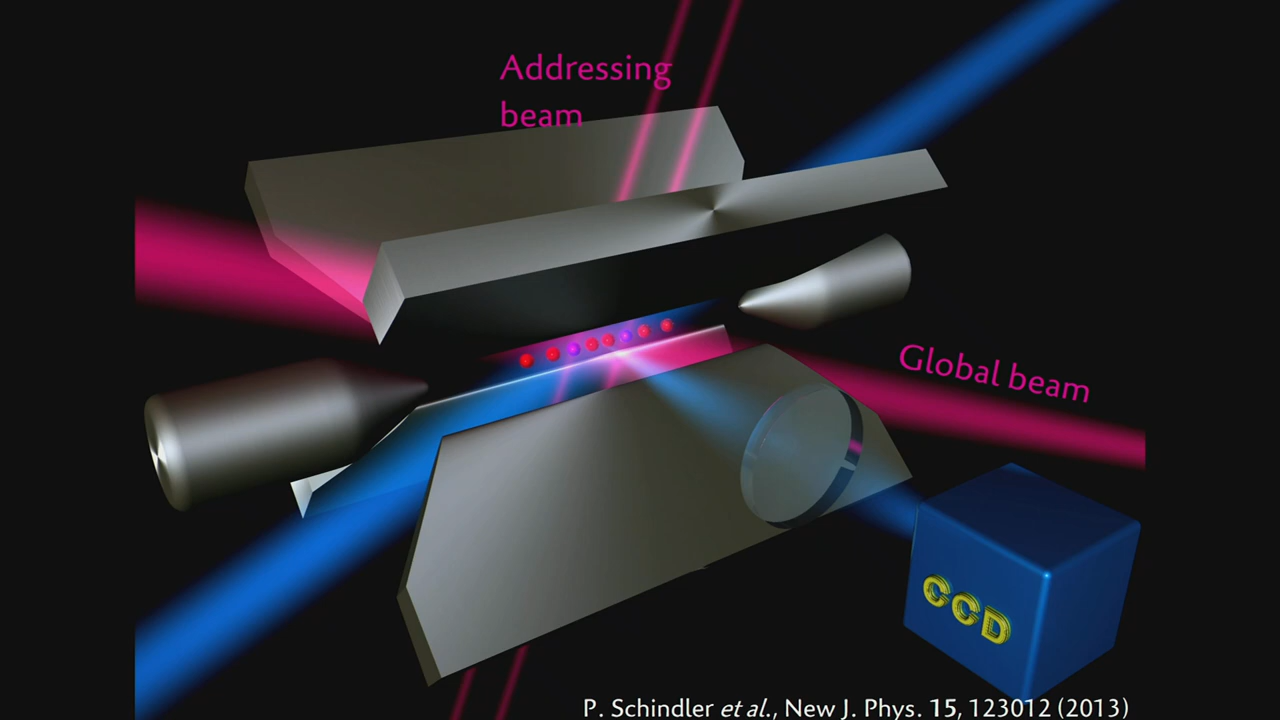 Addressing
beam
Global beam
CCD
P. Schindler et al., New J. Phys. 15, 123012 (2013)